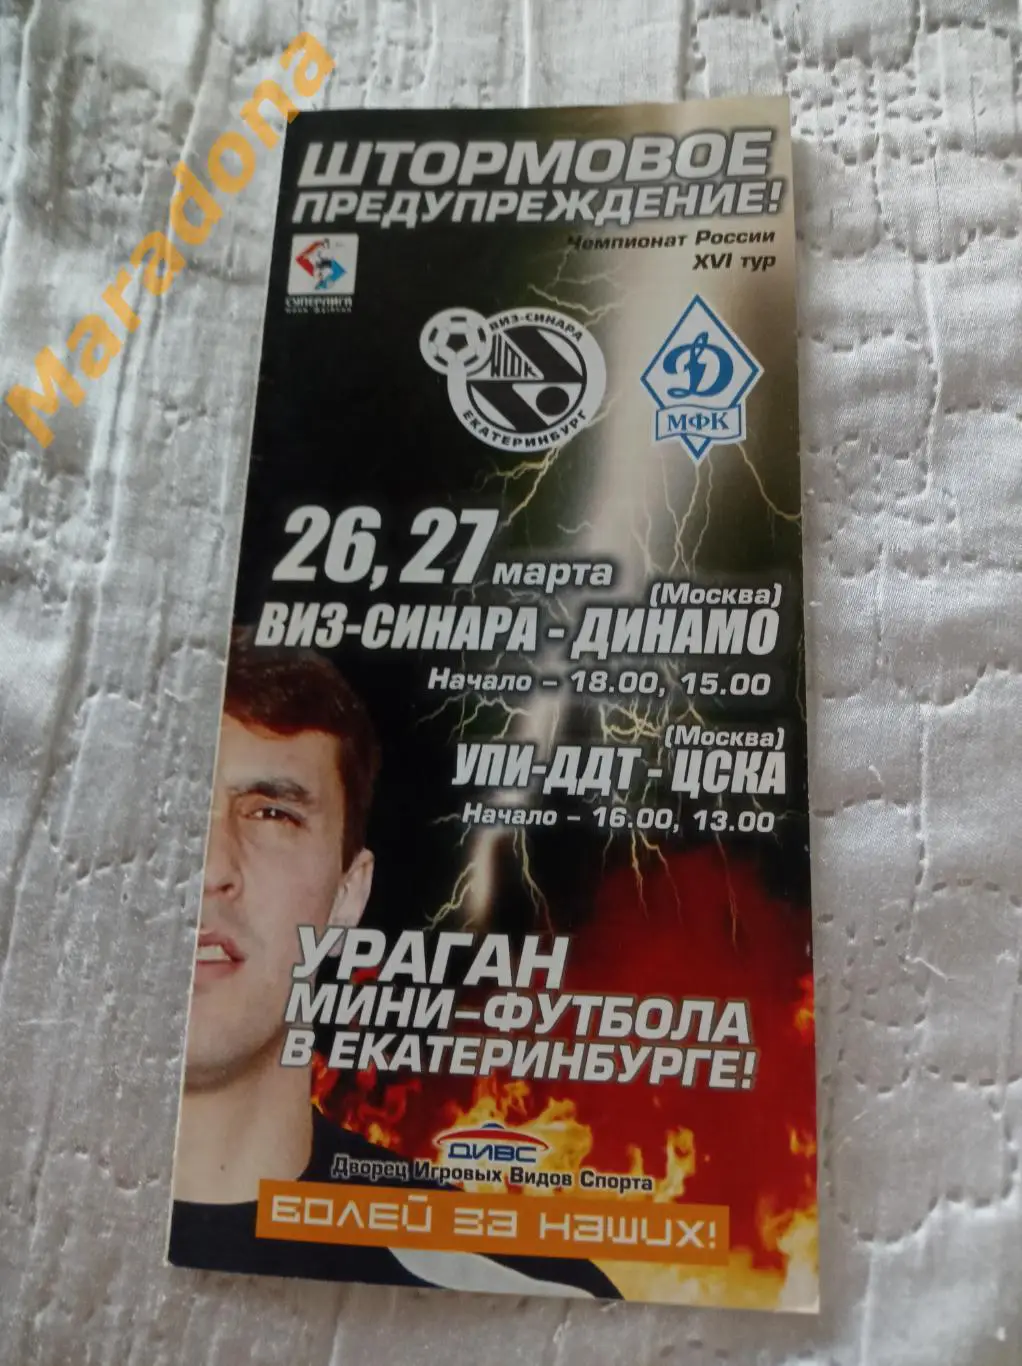 Maradona
ШТОРМОВОЕ
ПРЕДУПРЕЖДЕНИЕ!
Чемпионат России
XVI тур
СУПЕРЛИГА
ВИЗ-СИНАРА
МФК
ЕКАТЕРИНБУРГ
Д
МФК
26, 27 марта
(Москва)
ВИЗ-СИНАРА - ДИНАМО
Начало - 18.00, 15.00
(Москва)
УПИ-ДДТ - ЦСКА
Начало - 16.00, 13.00
УРАГАН
МИНИ-ФУТБОЛА
В ЕКАТЕРИНБУРГЕ!
ДИВС
Дворец Игровых Видов Спорта
БОЛЕЙ ЗА НАШИХ!